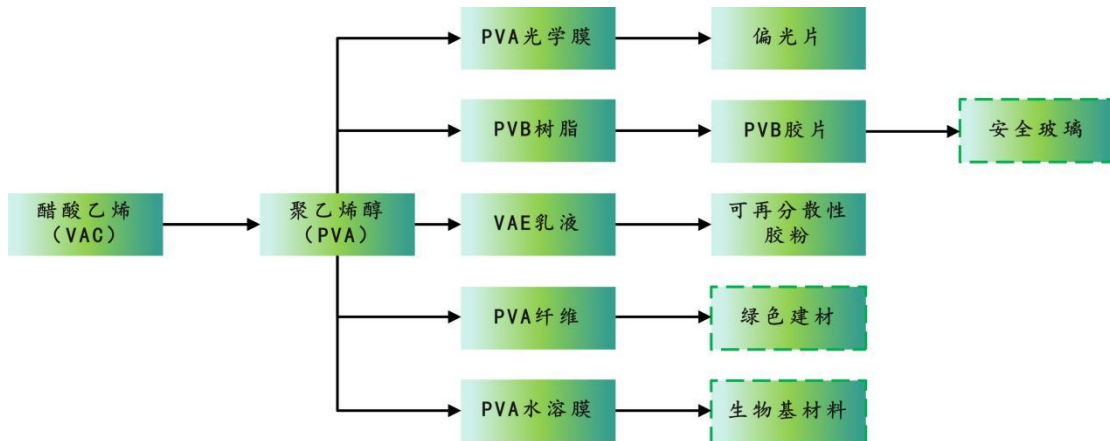 PVA光学膜
偏光片
PVB树脂
PVB胶片
安全玻璃
醋酸乙烯
（VAC）
聚乙烯醇
（PVA）
VAE乳液
可再分散性
胶粉
PVA纤维
绿色建材
PVA水溶膜
生物基材料